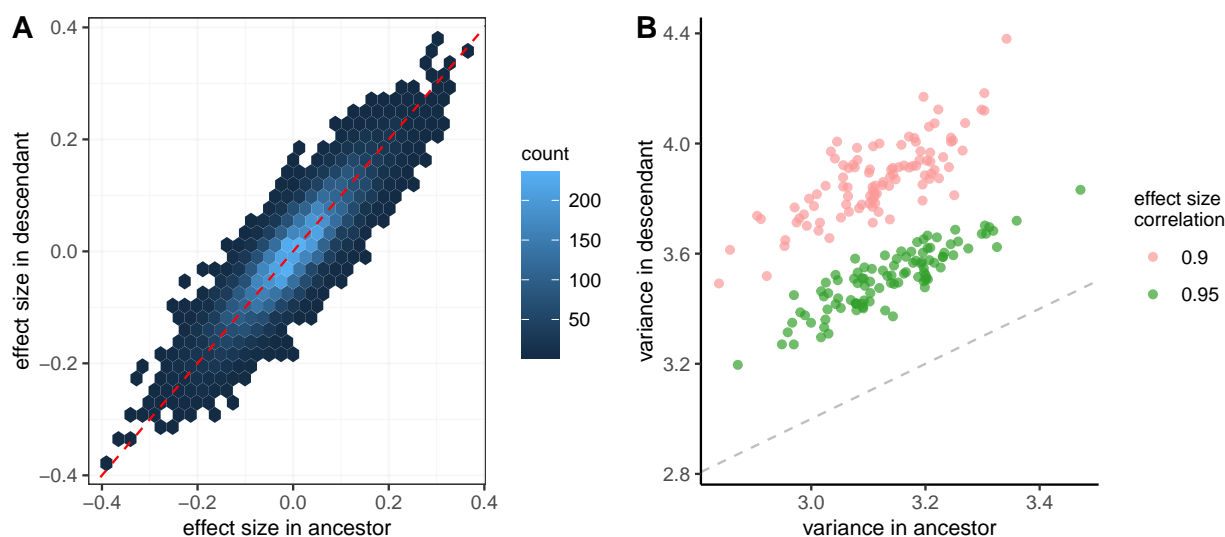 A
effect size in descendant
0.4
0.2
0.0
−0.2
−0.4
−0.4
−0.2
0.0
0.2
0.4
effect size in ancestor
count
200
150
100
50
B
variance in descendant
4.4
4.0
3.6
3.2
2.8
3.0
3.2
3.4
variance in ancestor
effect size
correlation
0.9
0.95